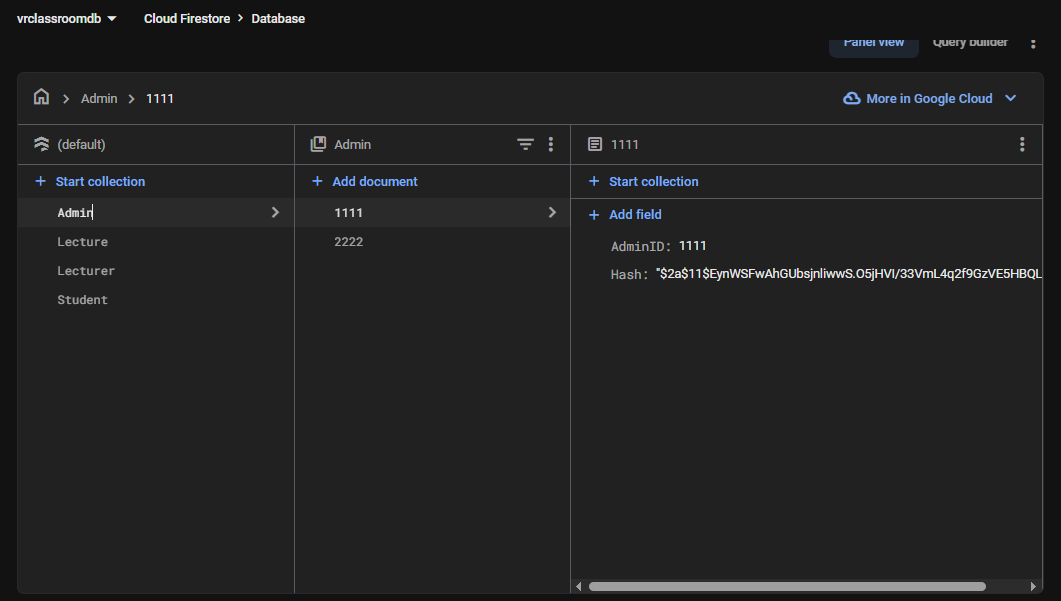 vrclassroomdb Cloud Firestore > Database
Panel view Query builder
Admin > 1111 More in Google Cloud
(default) Admin 1111
+ Start collection + Add document + Start collection
Admin 1111 + Add field
Lecture 2222 AdminID: 1111
Lecturer Hash: "$2a$11$EynWSFwAhGUbsjnliwwS.O5jHVI/33VmL4q2f9GzVE5HBQL
Student